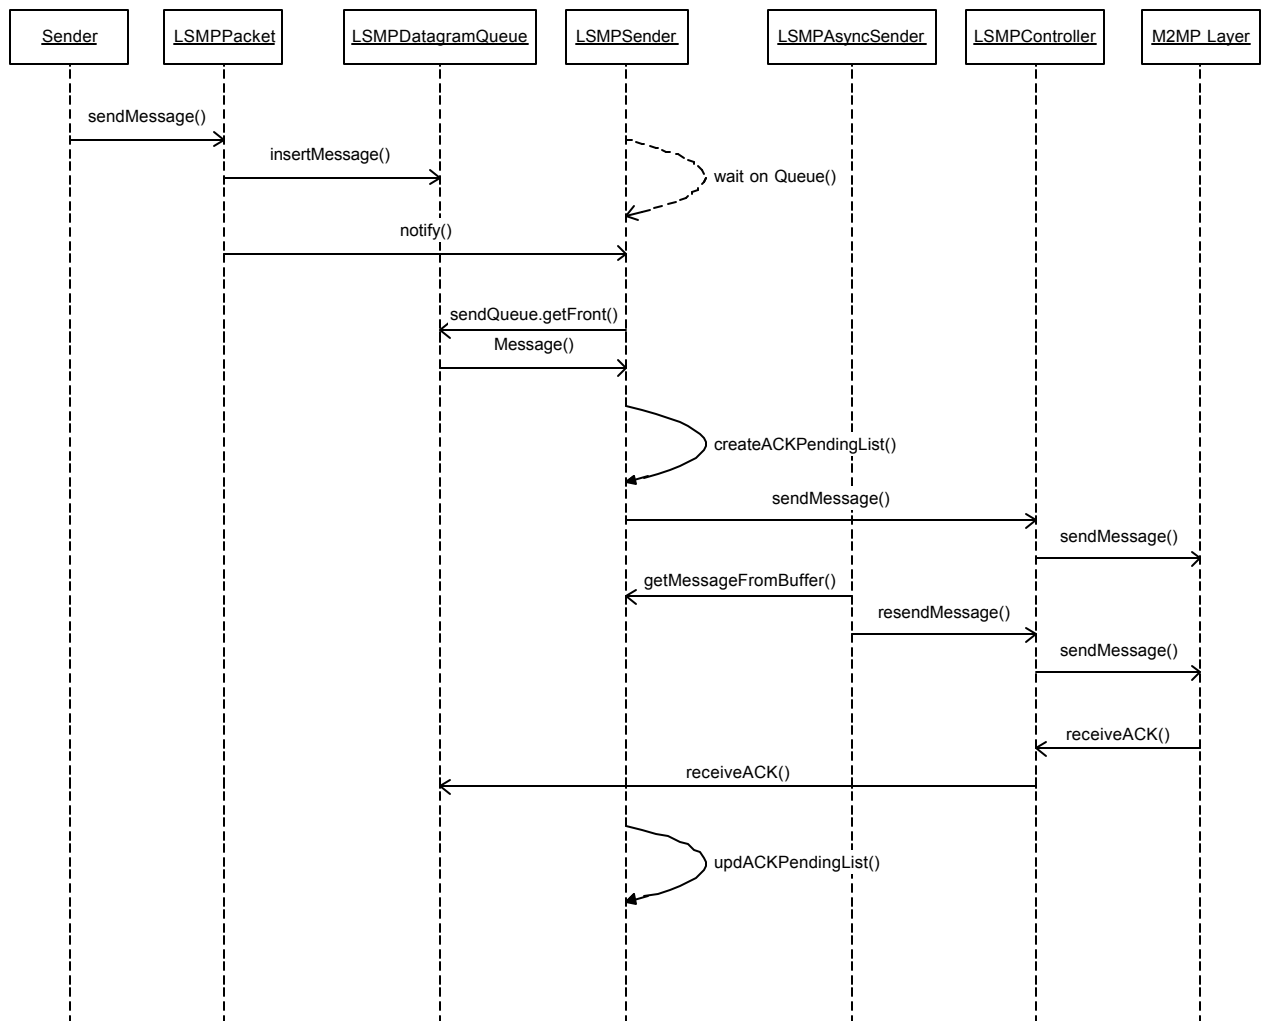 Sender
LSMPPacket
LSMPDatagramQueue
LSMPSender
LSMPAsyncSender
LSMPController
M2MP Layer
sendMessage()
insertMessage()
wait on Queue()
notify()
sendQueue.getFront()
Message()
createACKPendingList()
sendMessage()
sendMessage()
getMessageFromBuffer()
resendMessage()
sendMessage()
receiveACK()
receiveACK()
updACKPendingList()